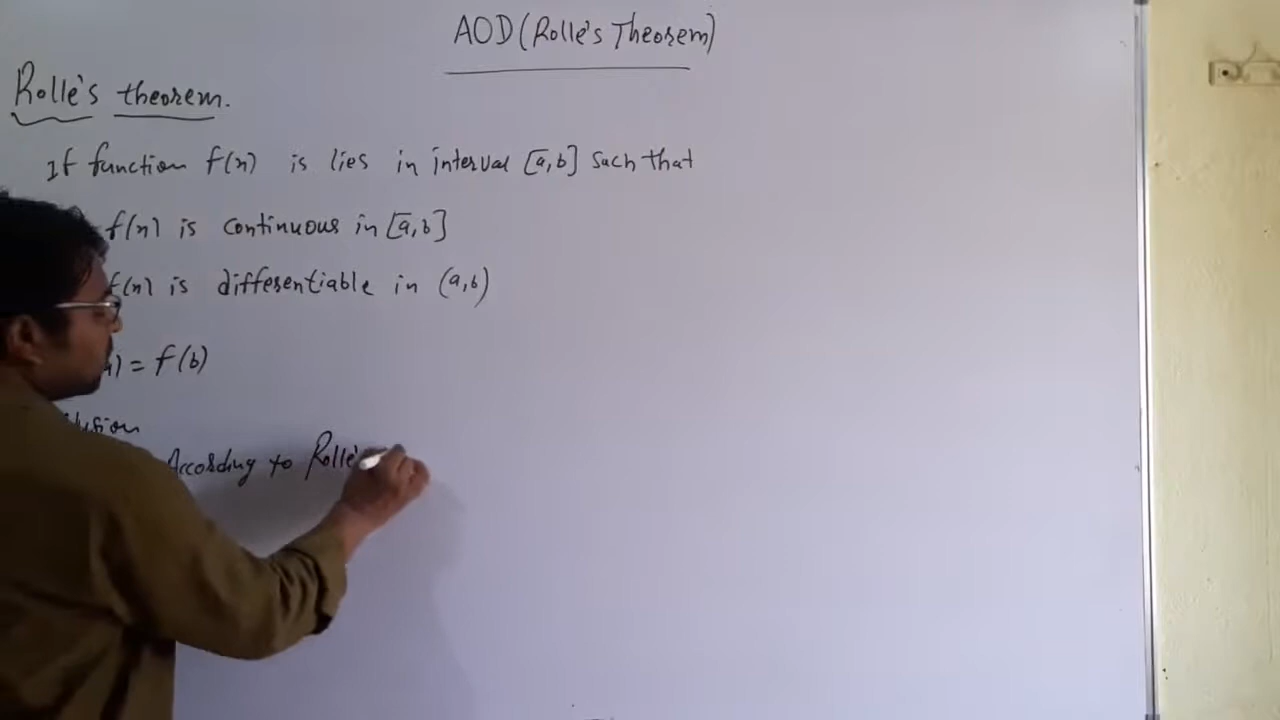 AOD (Rolle's Theorem)
Rolle's theorem.
If function f(x) is lies in interval [a,b] such that
f(x) is continuous in [a,b]
f(x) is differentiable in (a,b)
= f(b)
According to Rolle's